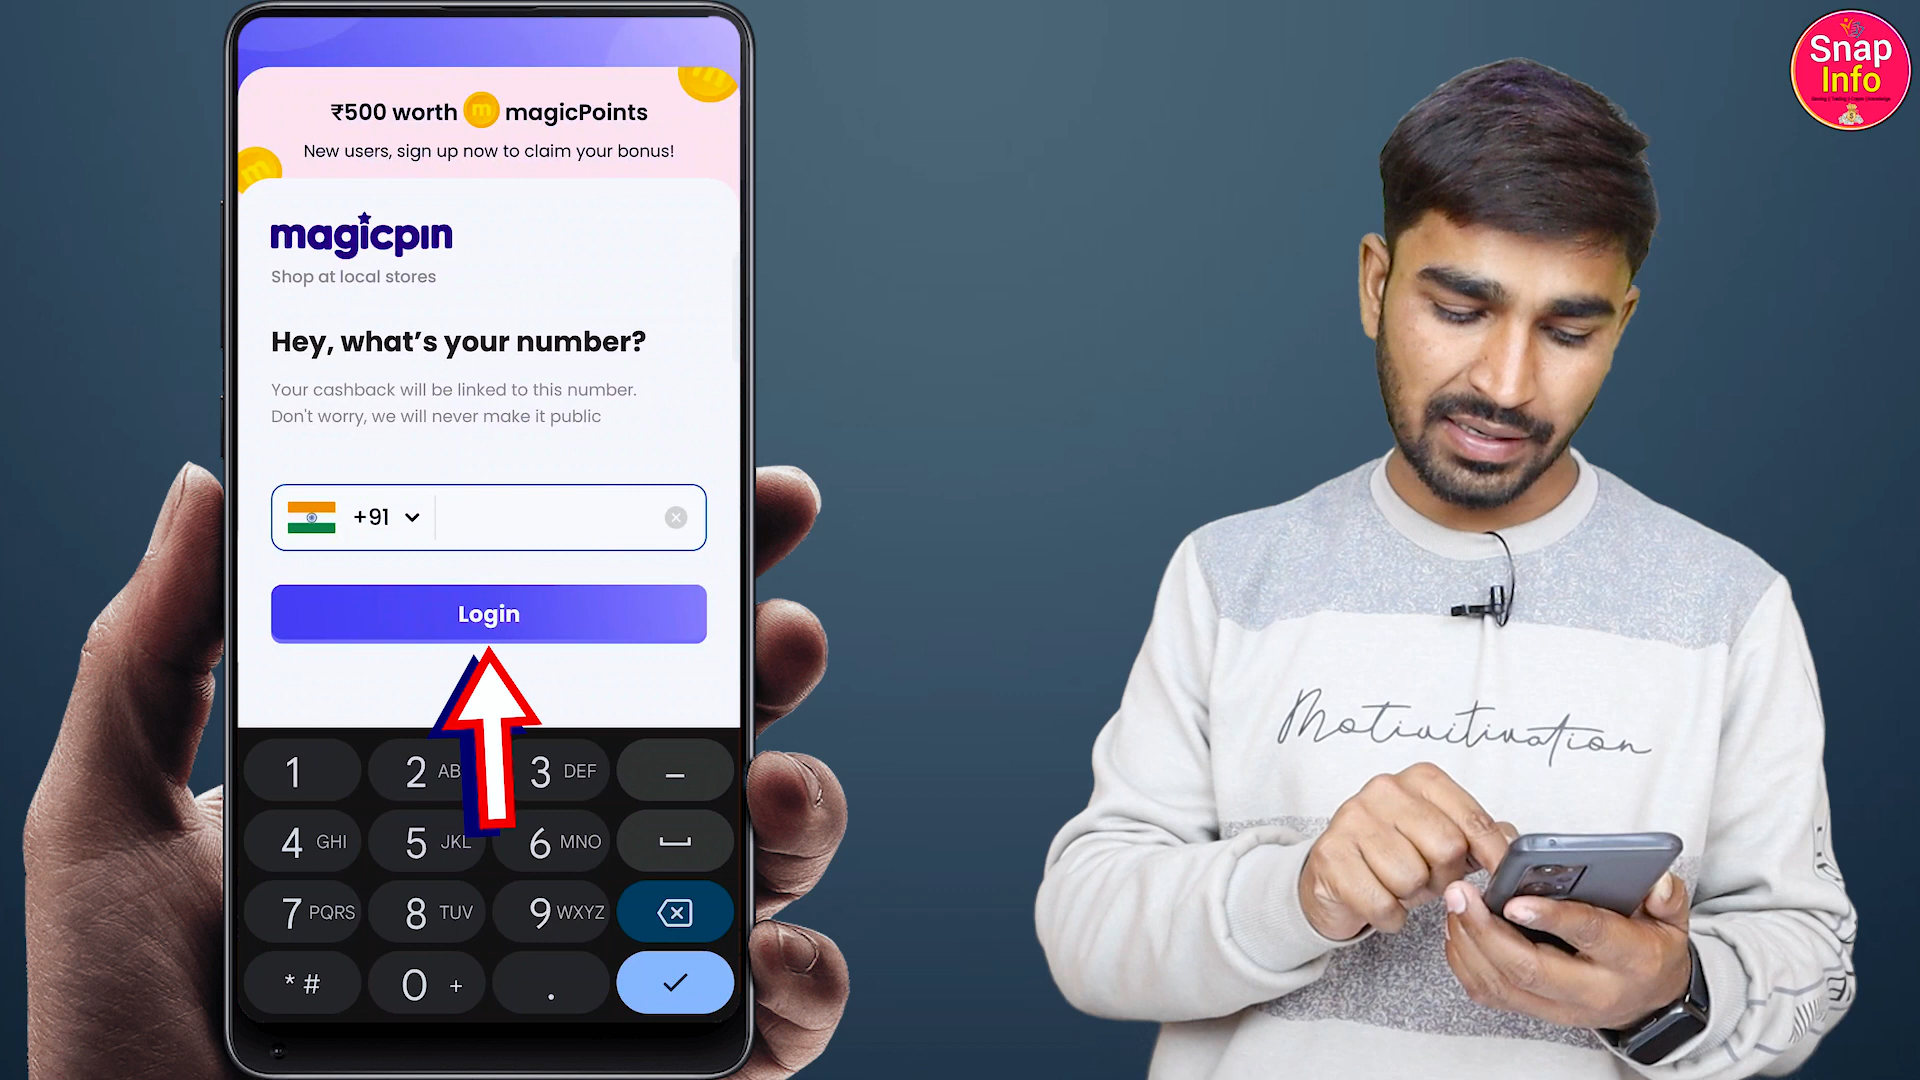 ₹500 worth m magicPoints
New users, sign up now to claim your bonus!
magicpin
Shop at local stores
Hey, what's your number?
Your cashback will be linked to this number.
Don't worry, we will never make it public
+91
Login
1 2 AB 3 DEF –
4 GHI 5 JKL 6 MNO
7 PQRS 8 TUV 9 WXYZ
* # 0 + .
Snap
Info
Motivitivation